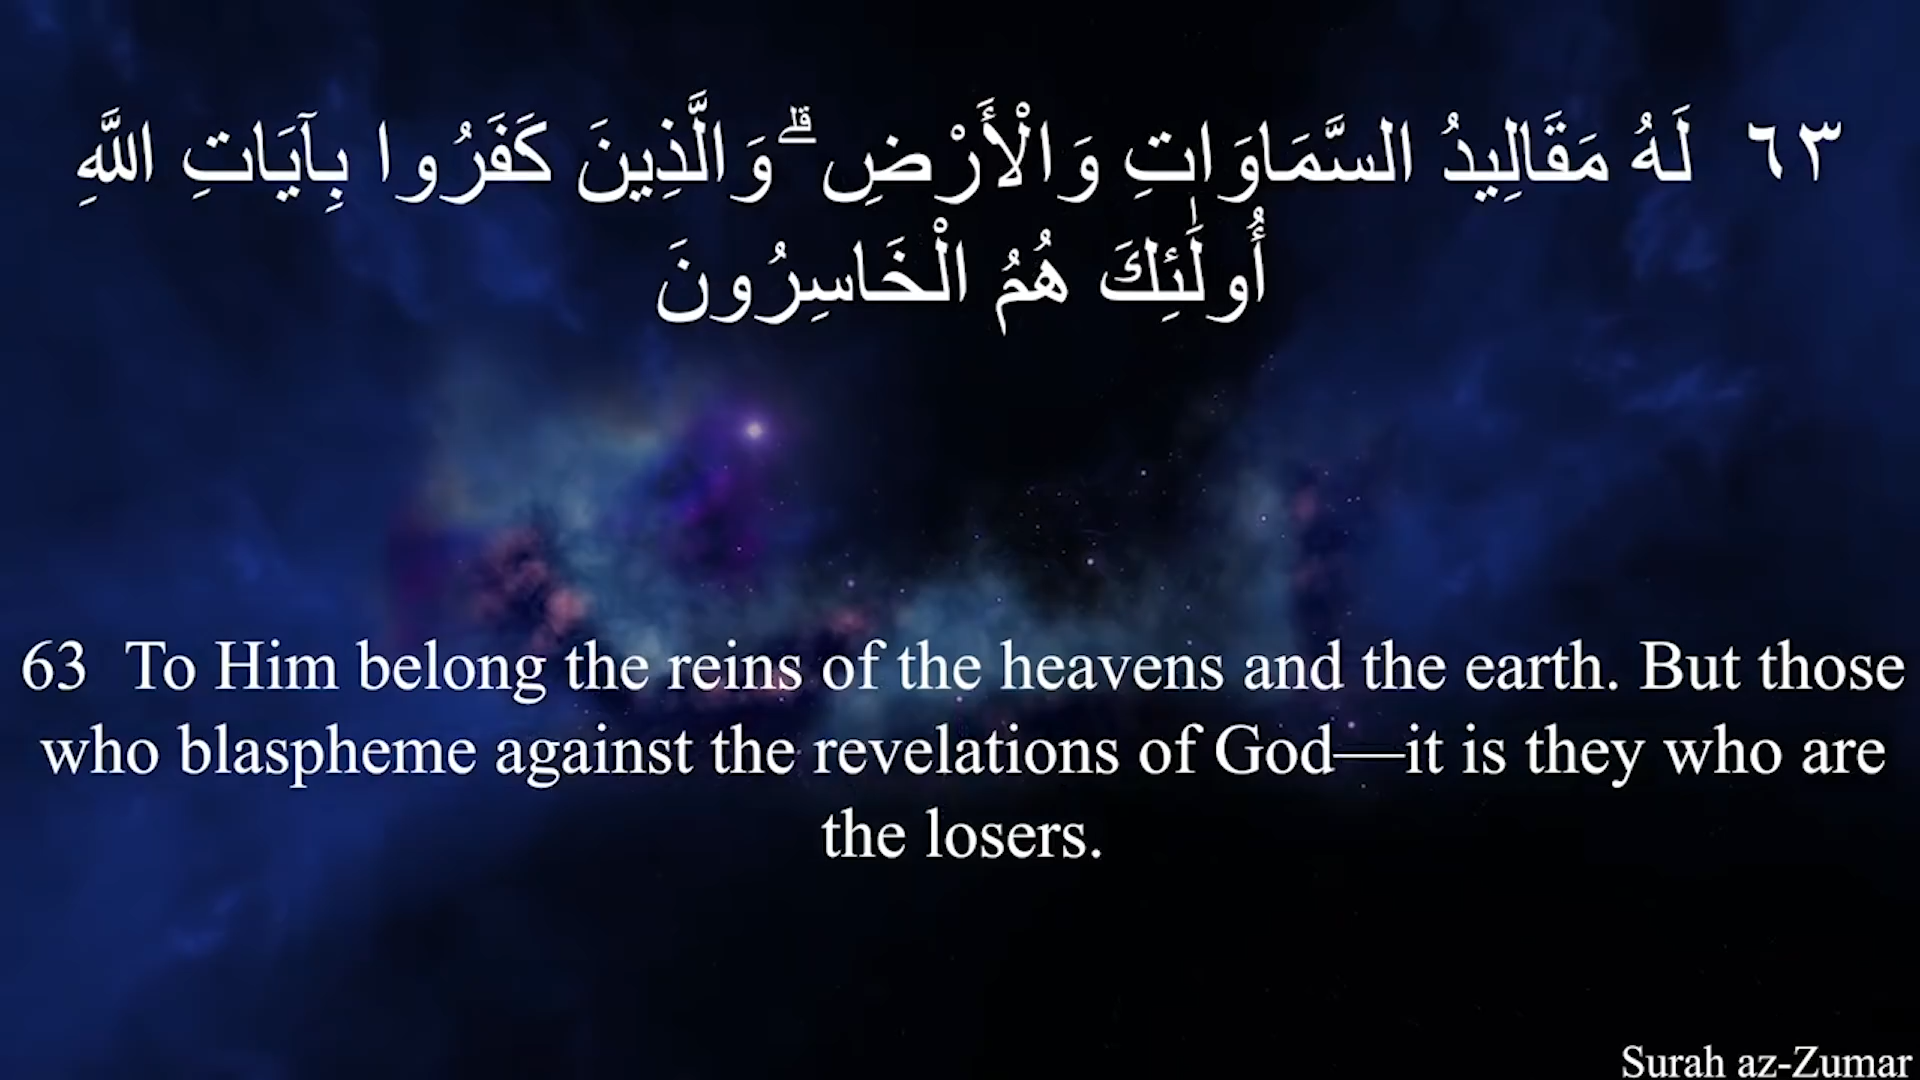 ٦٣ لَهُ مَقَالِيدُ السَّمَاوَاتِ وَالْأَرْضِ ۗ وَالَّذِينَ كَفَرُوا بِآيَاتِ اللَّهِ
أُولَٰئِكَ هُمُ الْخَاسِرُونَ
63 To Him belong the reins of the heavens and the earth. But those
who blaspheme against the revelations of God—it is they who are
the losers.
Surah az-Zumar